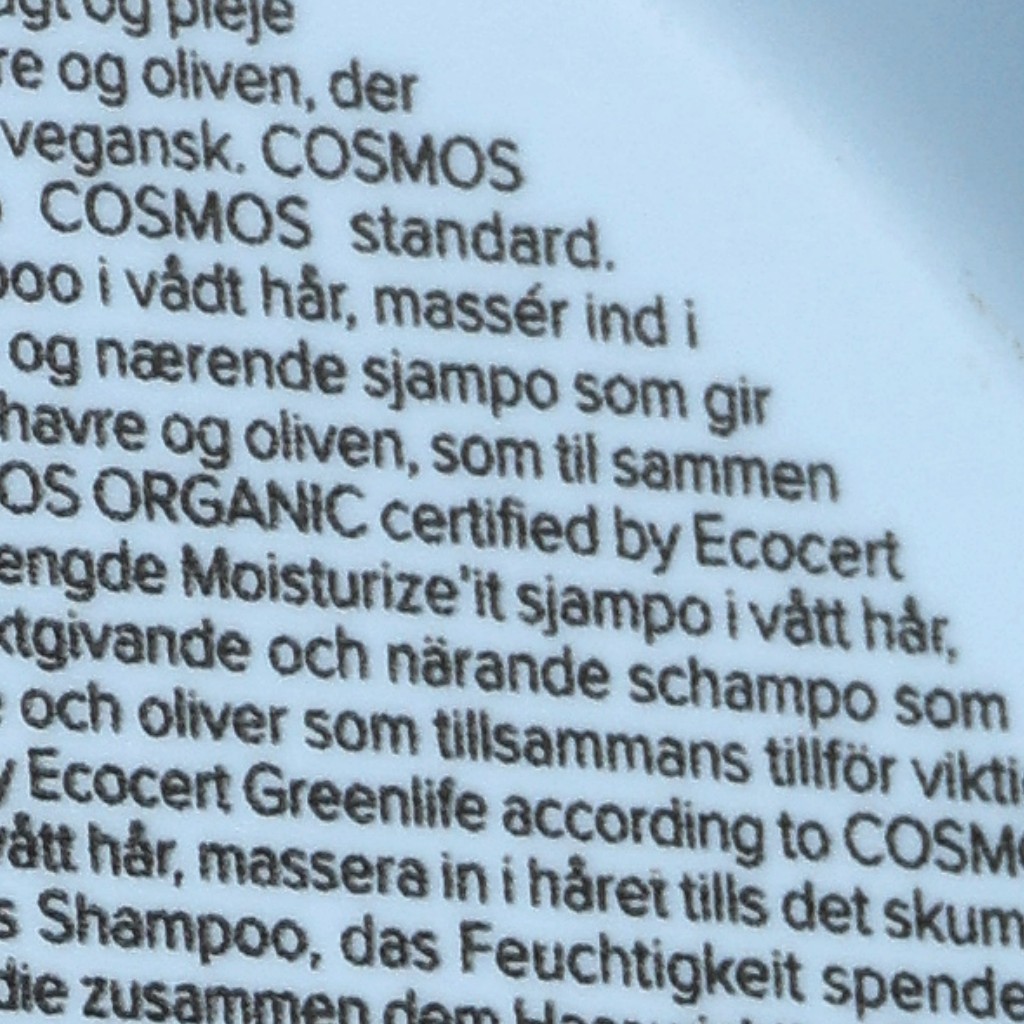 og pleje
og oliven, der
vegansk. COSMOS
COSMOS standard.
i vådt hår, massér ind i
og nærende sjampo som gir
havre og oliven, som til sammen
OS ORGANIC certified by Ecocert
engde Moisturize'it sjampo i vått hår,
ktgivande och närande schampo som
och oliver som tillsammans tillför vikti
Ecocert Greenlife according to COSM
vått hår, massera in i håret tills det skum
s Shampoo, das Feuchtigkeit spende
die zusammen dem